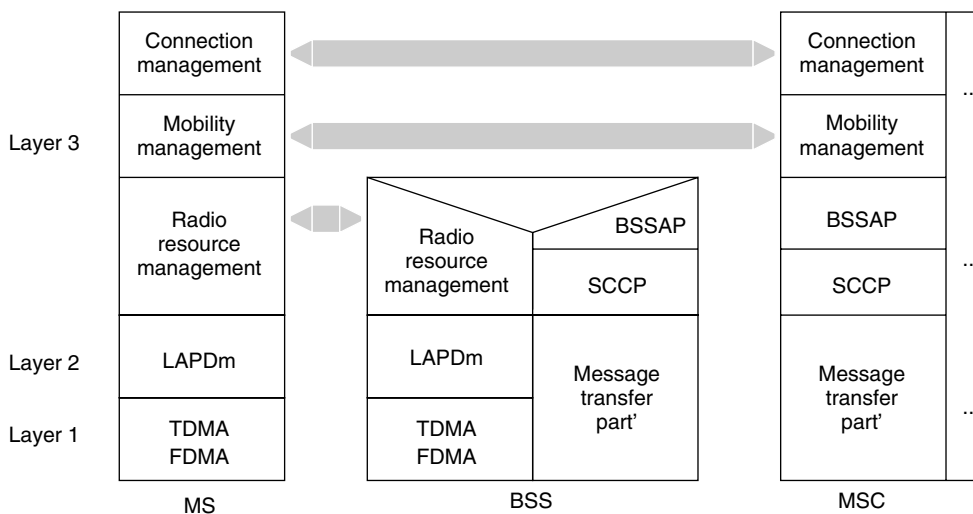 Connection
management
Connection
management
..
Layer 3
Mobility
management
Mobility
management
Radio
resource
management
Radio
resource
management
BSSAP
SCCP
BSSAP
SCCP
..
Layer 2
LAPDm
LAPDm
Message
transfer
part'
Message
transfer
part'
Layer 1
TDMA
FDMA
TDMA
FDMA
..
MS
BSS
MSC